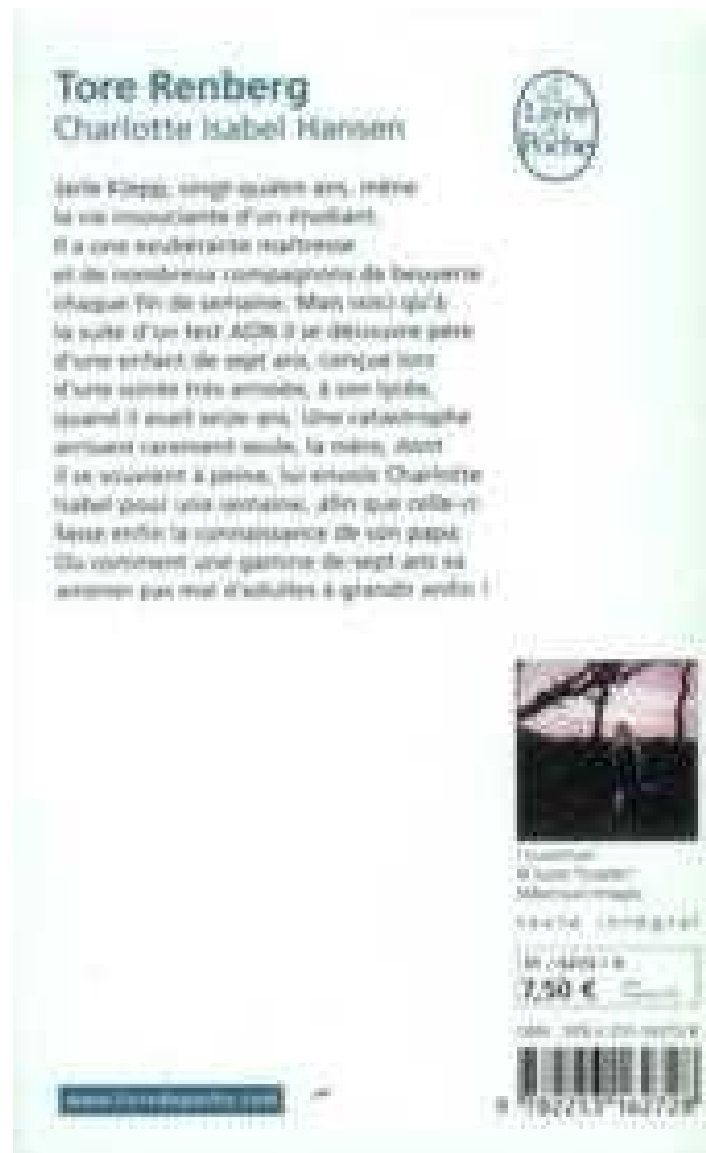 Tore Renberg
Charlotte Isabel Hansen
Le
Livre
de
Poche
Jarle Klepp, vingt-quatre ans, mène
la vie insouciante d'un étudiant.
Il a une exubérante maîtresse
et de nombreux compagnons de beuverie
chaque fin de semaine. Mais voici qu'à
la suite d'un test ADN il se découvre père
d'une enfant de sept ans, conçue lors
d'une soirée très arrosée, à son lycée,
quand il avait seize ans. Une catastrophe
arrivant rarement seule, la mère, dont
il se souvient à peine, lui envoie Charlotte
Isabel pour une semaine, afin que celle-ci
fasse enfin la connaissance de son papa.
Ou comment une gamine de sept ans va
amener pas mal d'adultes à grandir enfin !
Couverture
texte intégral
7,50 €
www.livredepoche.com